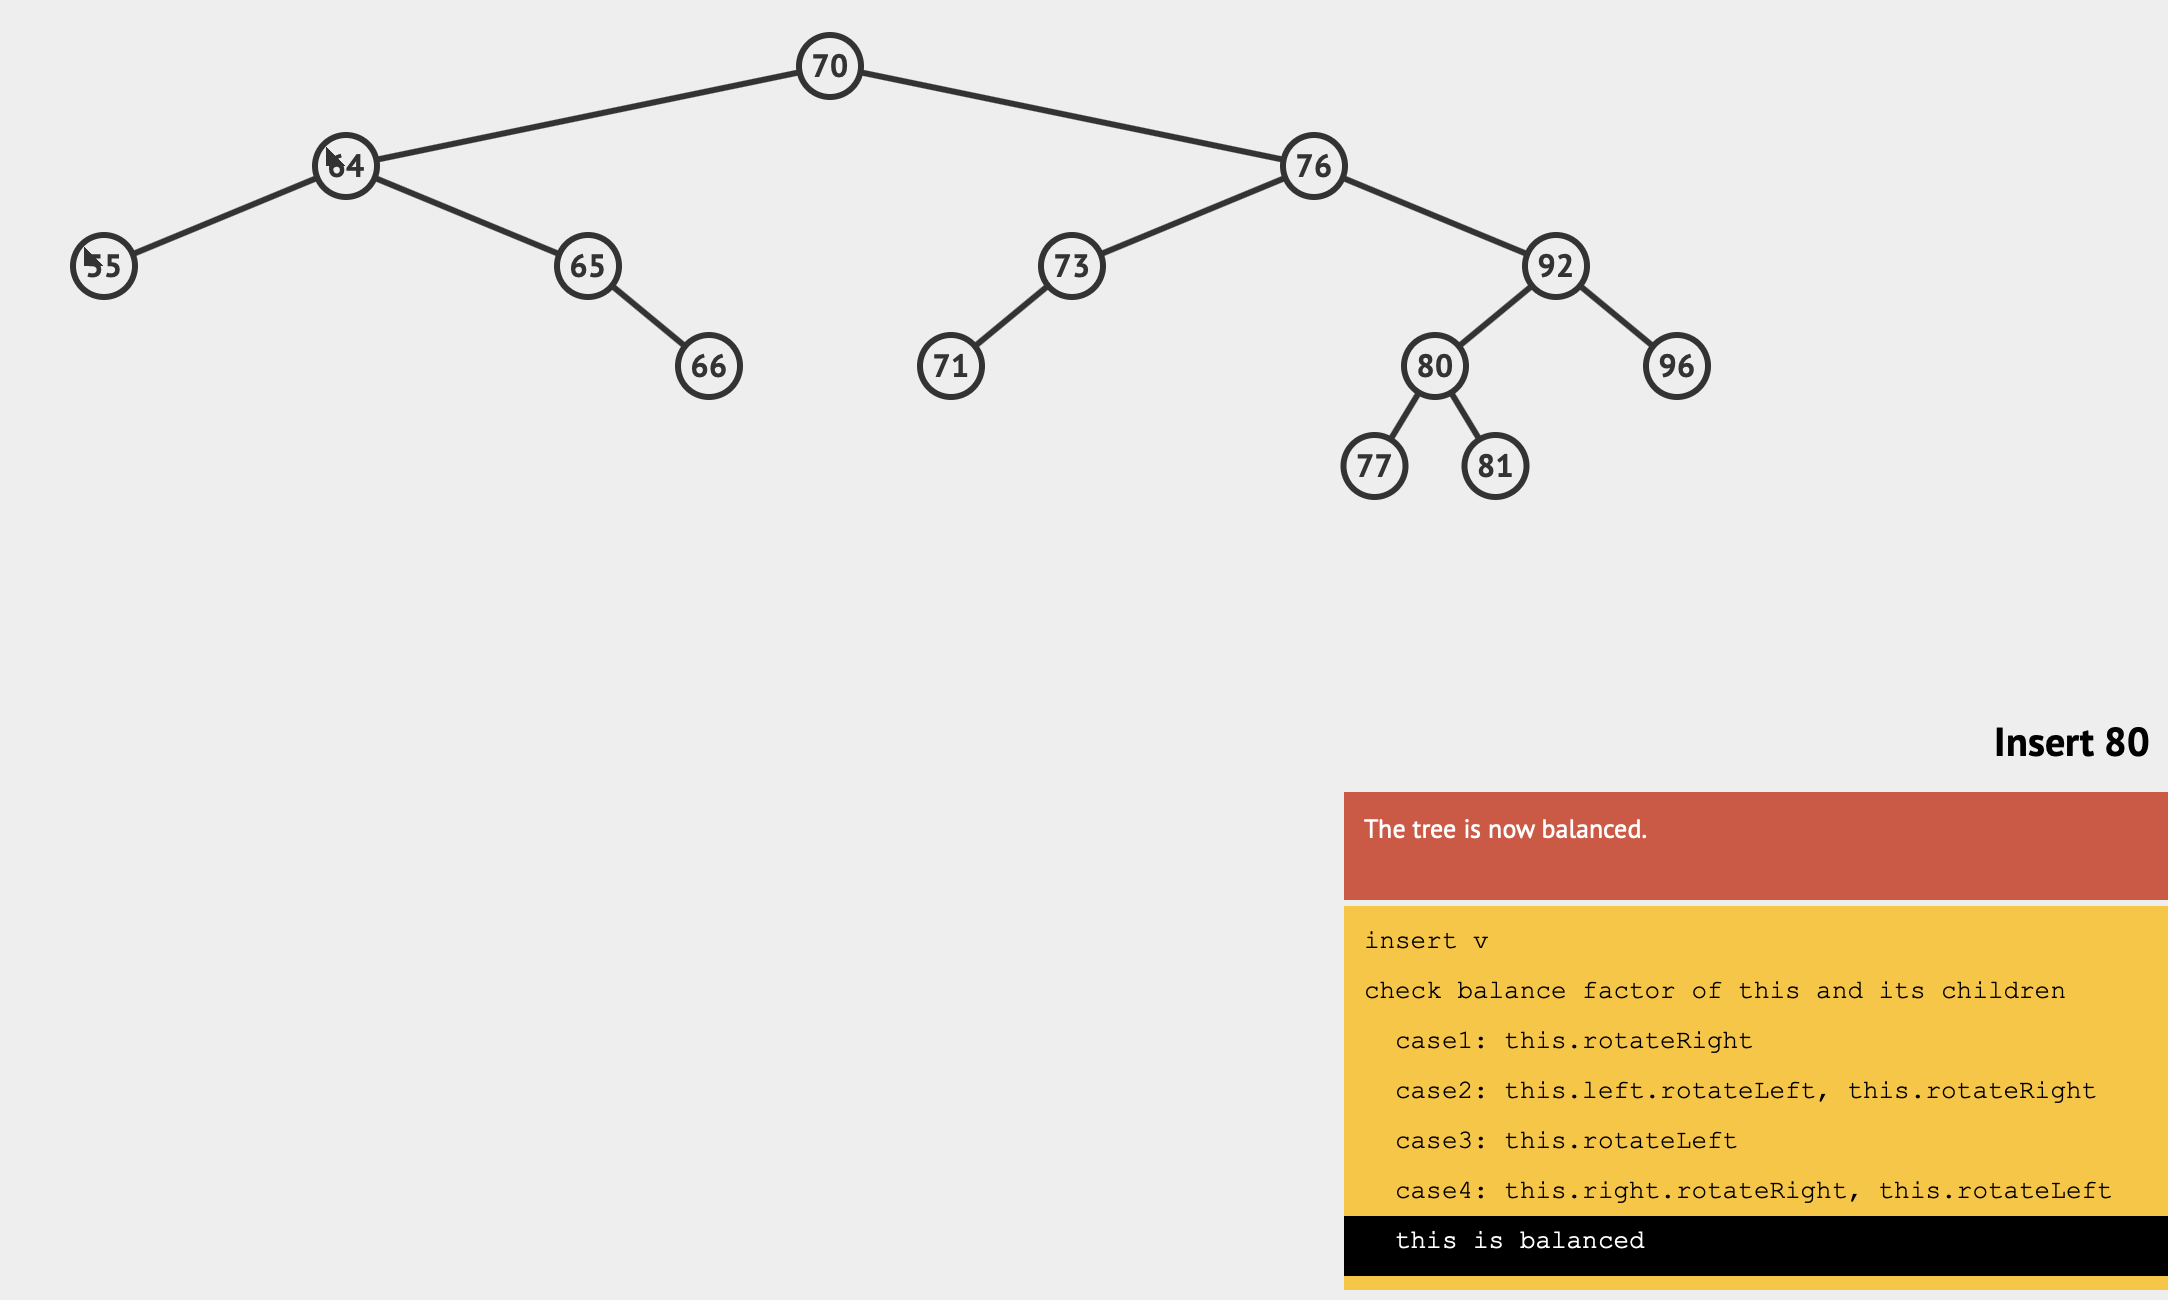 70
64
76
55
65
73
92
66
71
80
96
77
81
Insert 80
The tree is now balanced.
insert v
check balance factor of this and its children
case1: this.rotateRight
case2: this.left.rotateLeft, this.rotateRight
case3: this.rotateLeft
case4: this.right.rotateRight, this.rotateLeft
this is balanced